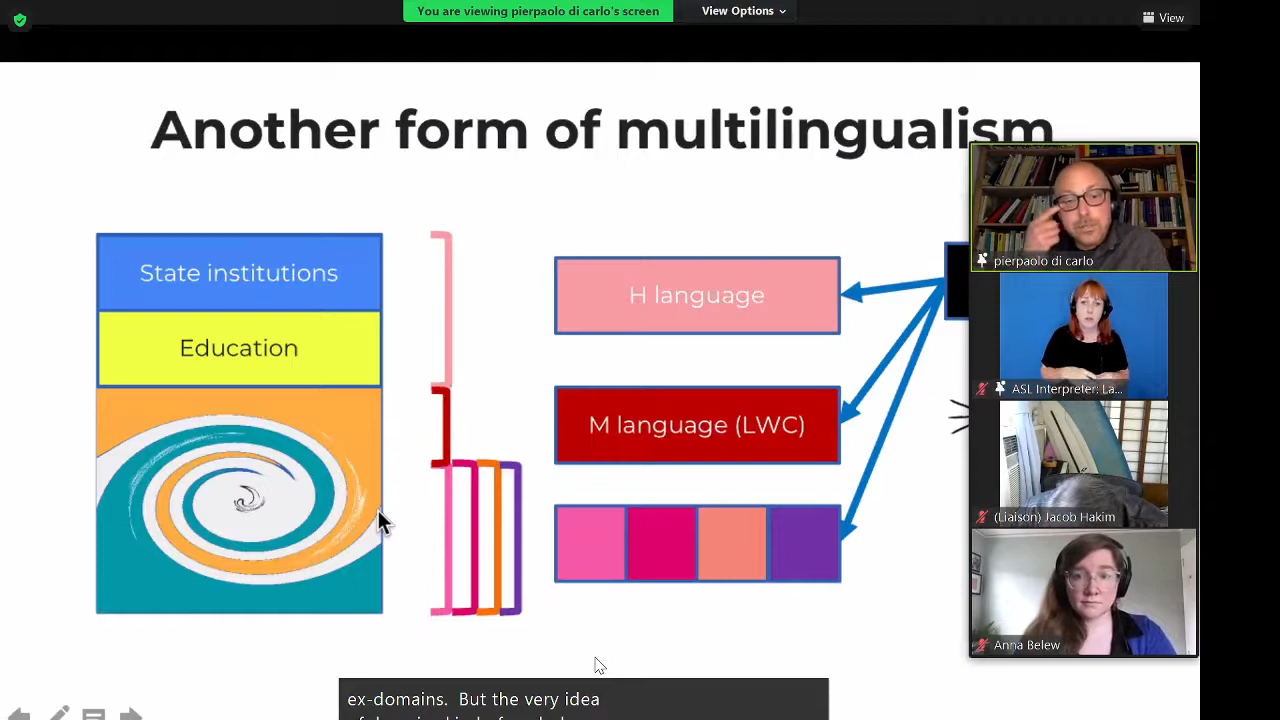 You are viewing pierpaolo di carlo's screen
View Options
View
Another form of multilingualism
State institutions
Education
H language
M language (LWC)
pierpaolo di carlo
ASL Interpreter: La...
(Liaison) Jacob Hakim
Anna Belew
ex-domains. But the very idea